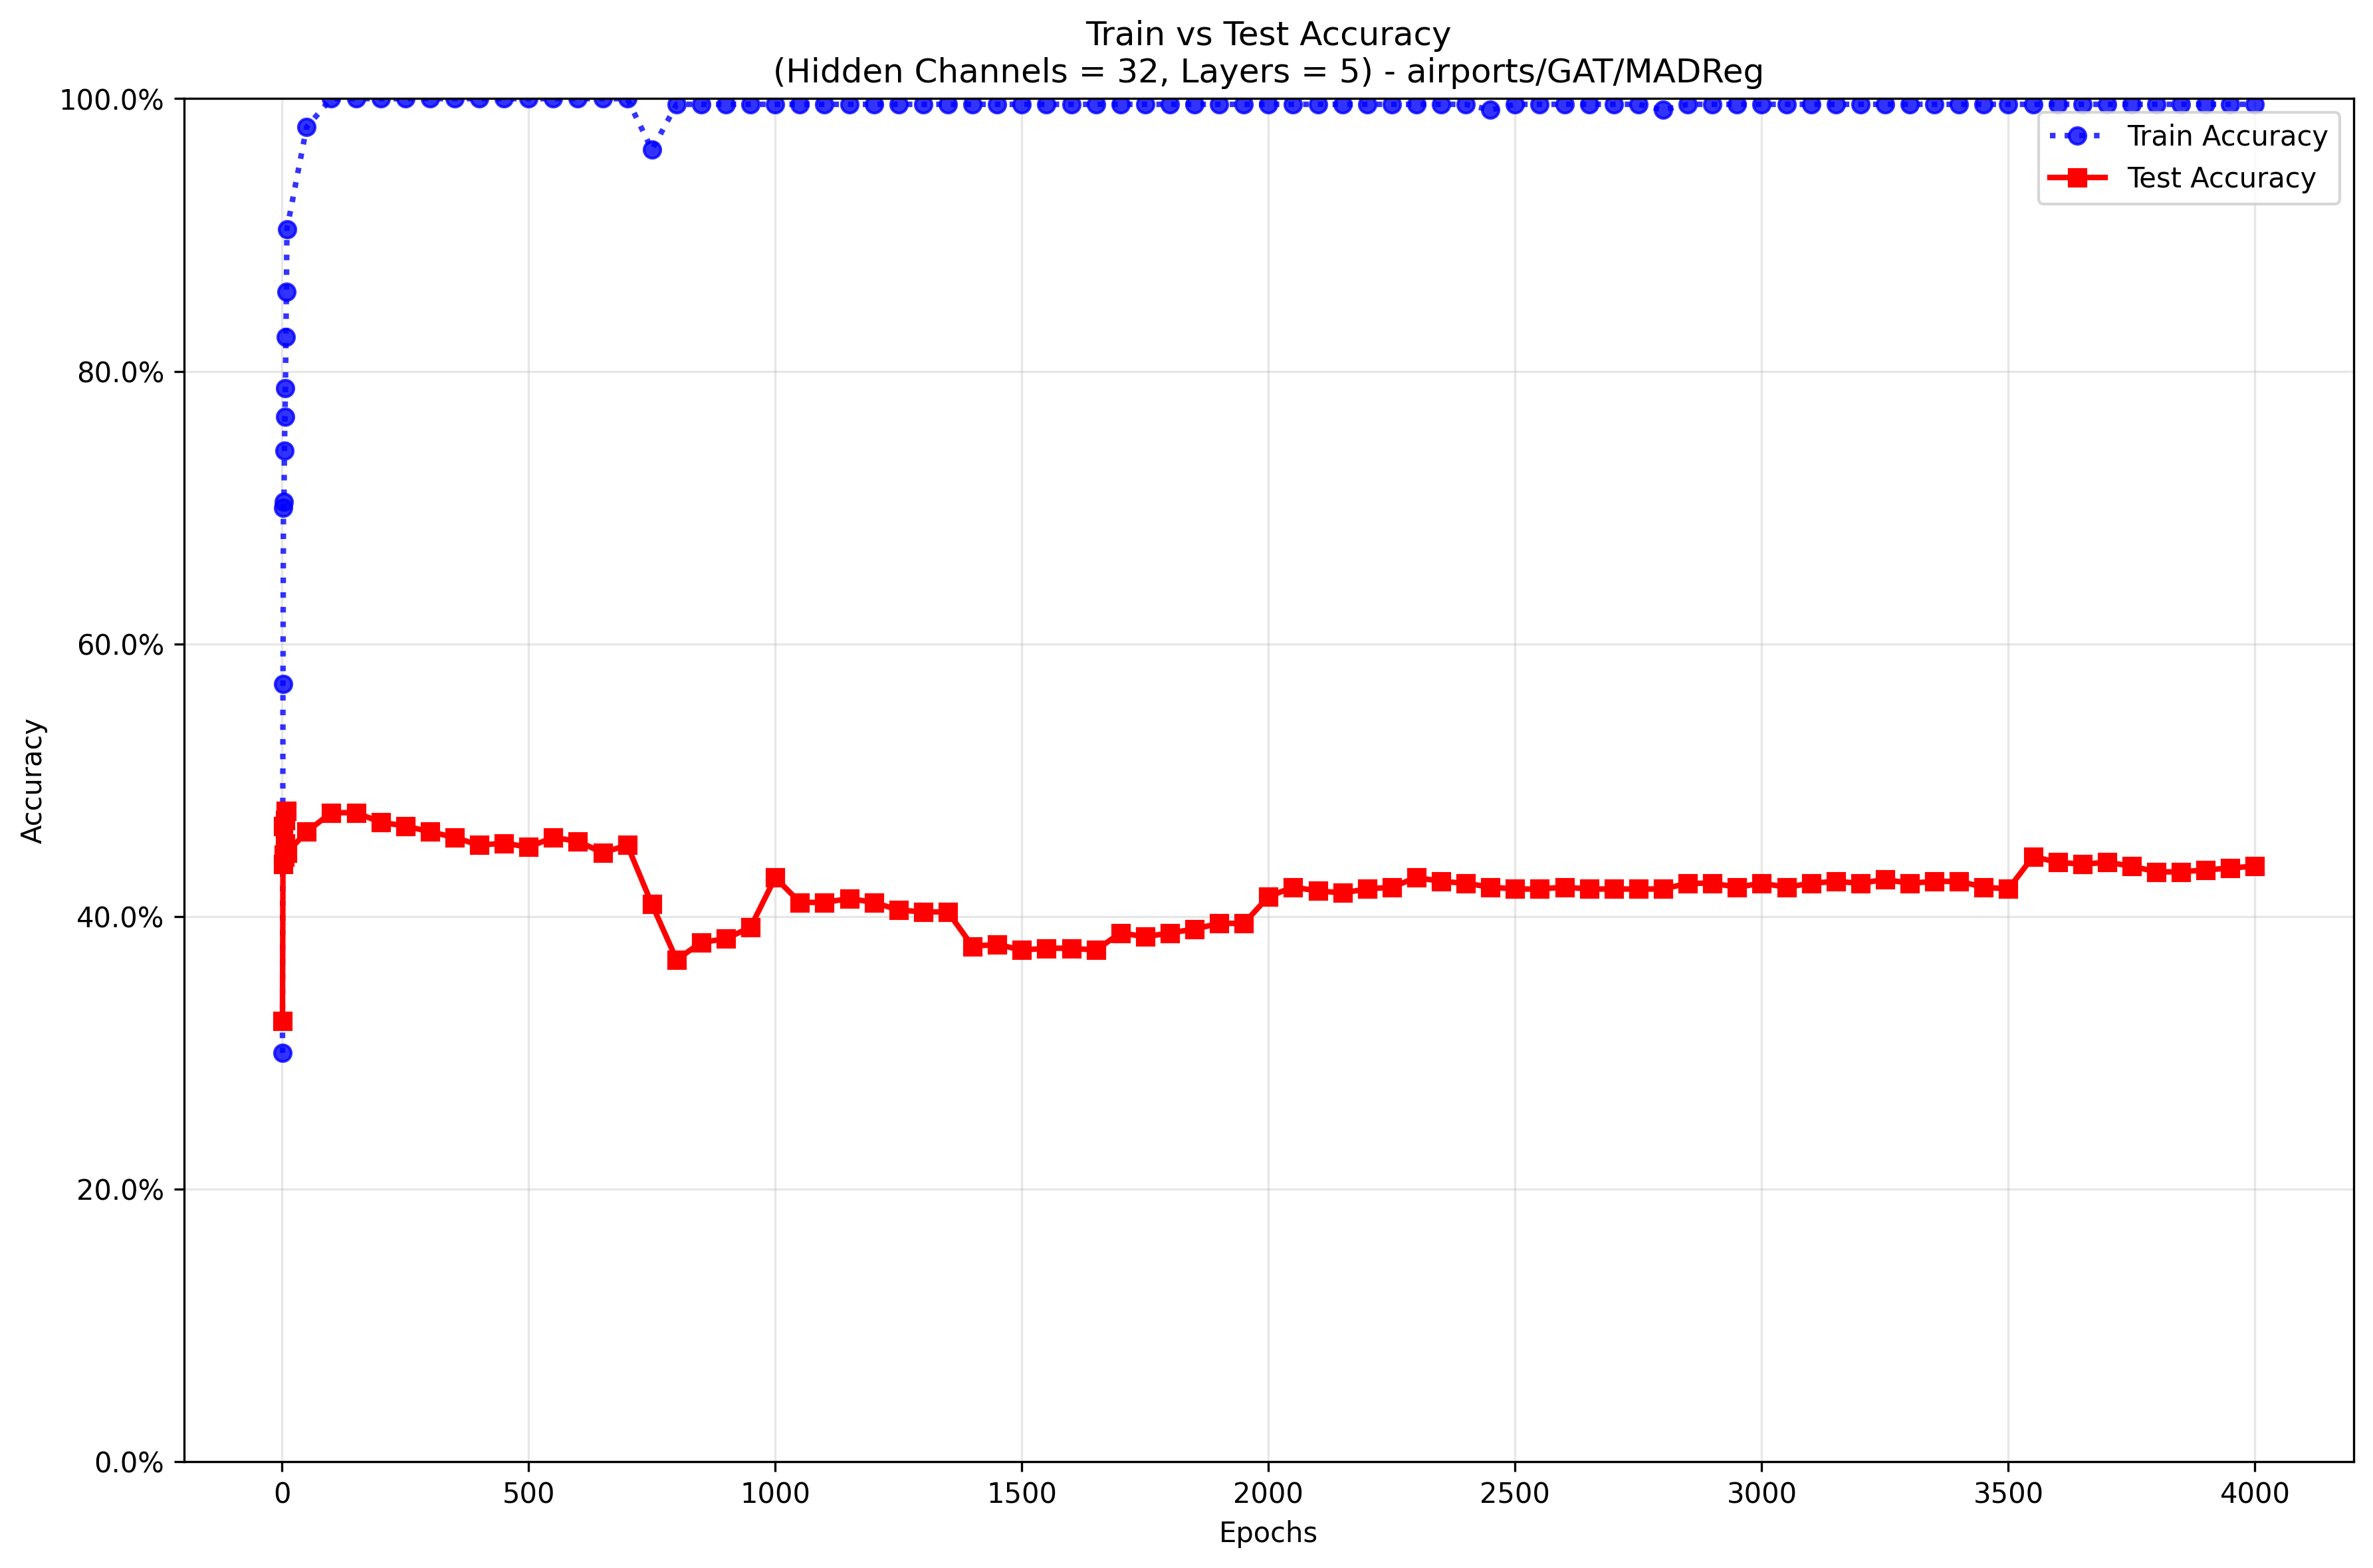 Train vs Test Accuracy
(Hidden Channels = 32, Layers = 5) - airports/GAT/MADReg
100.0%
80.0%
60.0%
40.0%
20.0%
0.0%
Accuracy
Train Accuracy
Test Accuracy
0 500 1000 1500 2000 2500 3000 3500 4000
Epochs